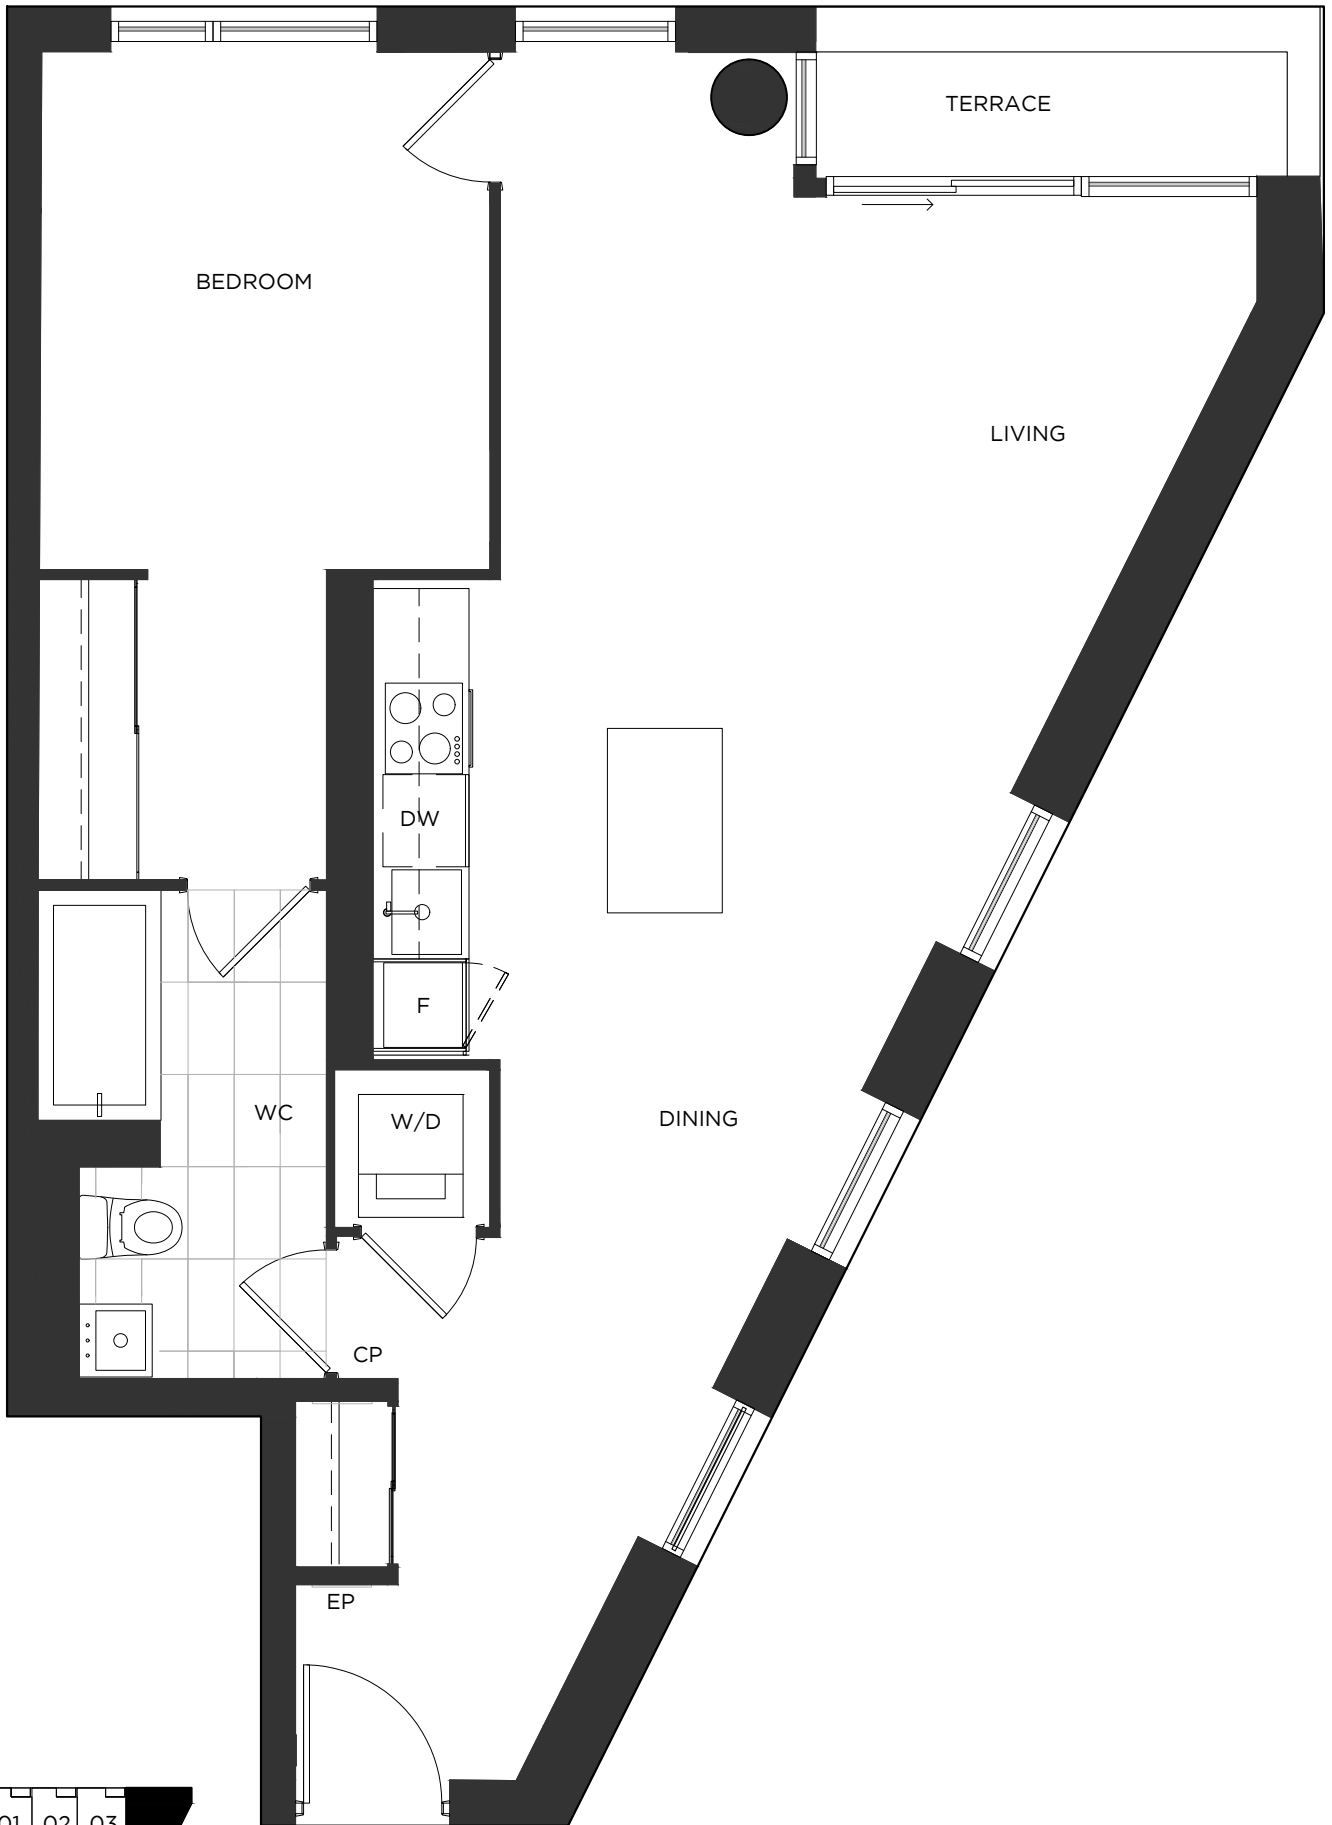 TERRACE
BEDROOM
LIVING
DW
F
WC
W/D
DINING
CP
EP
01 02 03